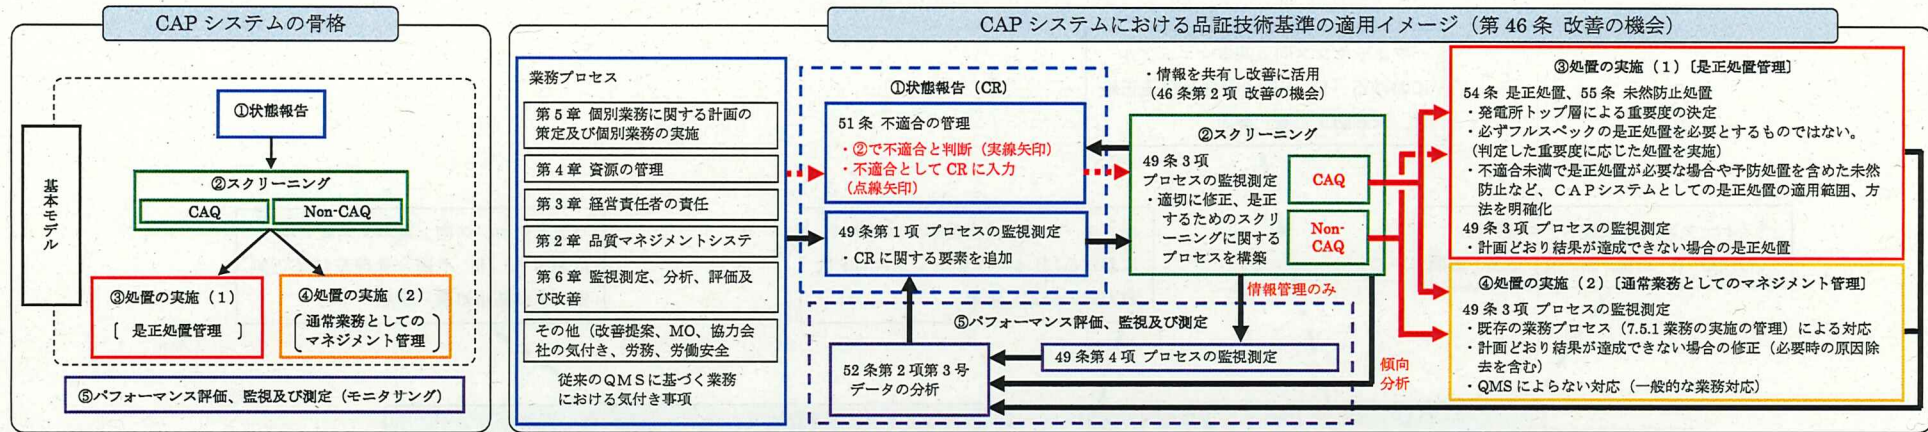 CAP システムの骨格
基本モデル
①状態報告
②スクリーニング
CAQ
Non-CAQ
③処置の実施（1）
［ 是正処置管理 ］
④処置の実施（2）
通常業務としての
マネジメント管理
⑤パフォーマンス評価、監視及び測定（モニタリング）
CAP システムにおける品証技術基準の適用イメージ（第 46 条 改善の機会）
業務プロセス
第 5 章 個別業務に関する計画の
策定及び個別業務の実施
第 4 章 資源の管理
第 3 章 経営責任者の責任
第 2 章 品質マネジメントシステ
第 6 章 監視測定、分析、評価及
び改善
その他（改善提案、MO、協力会
社の気付き、労務、労働安全
従来のＱＭＳに基づく業務
における気付き事項
①状態報告（CR）
51 条 不適合の管理
・②で不適合と判断（実線矢印）
・不適合として CR に入力
（点線矢印）
49 条第 1 項 プロセスの監視測定
・CR に関する要素を追加
・情報を共有し改善に活用
（46 条第 2 項 改善の機会）
②スクリーニング
49 条 3 項
プロセスの監視測定
・適切に修正、是正
するためのスクリ
ーニングに関する
プロセスを構築
CAQ
Non-
CAQ
情報管理のみ
⑤パフォーマンス評価、監視及び測定
49 条第 4 項 プロセスの監視測定
52 条第 2 項第 3 号
データの分析
傾向
分析
③処置の実施（1）〔是正処置管理〕
54 条 是正処置、55 条 未然防止処置
・発電所トップ層による重要度の決定
・必ずフルスペックの是正処置を必要とするものではない。
（判定した重要度に応じた処置を実施）
・不適合未満で是正処置が必要な場合や予防処置を含めた未然
防止など、ＣＡＰシステムとしての是正処置の適用範囲、方
法を明確化
49 条 3 項 プロセスの監視測定
・計画どおり結果が達成できない場合の是正処置
④処置の実施（2）〔通常業務としてのマネジメント管理〕
49 条 3 項 プロセスの監視測定
・既存の業務プロセス（7.5.1 業務の実施の管理）による対応
・計画どおり結果が達成できない場合の修正（必要時の原因除
去を含む）
・QMS によらない対応（一般的な業務対応）